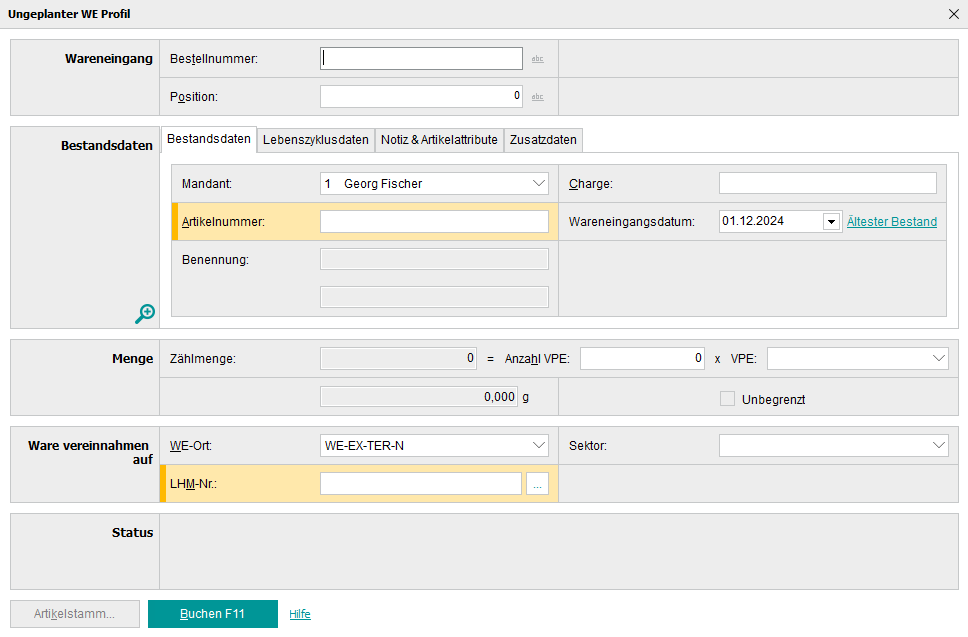 Ungeplanter WE Profil
Wareneingang
Bestellnummer:
abc
Position:
0
abc
Bestandsdaten
Bestandsdaten
Lebenszyklusdaten
Notiz & Artikelattribute
Zusatzdaten
Mandant:
1 Georg Fischer
Charge:
Artikelnummer:
Wareneingangsdatum:
01.12.2024
Ältester Bestand
Benennung:
Menge
Zählmenge:
0
=
Anzahl VPE:
0
x
VPE:
0,000 g
Unbegrenzt
Ware vereinnahmen
auf
WE-Ort:
WE-EX-TER-N
Sektor:
LHM-Nr.:
...
Status
Artikelstamm...
Buchen F11
Hilfe